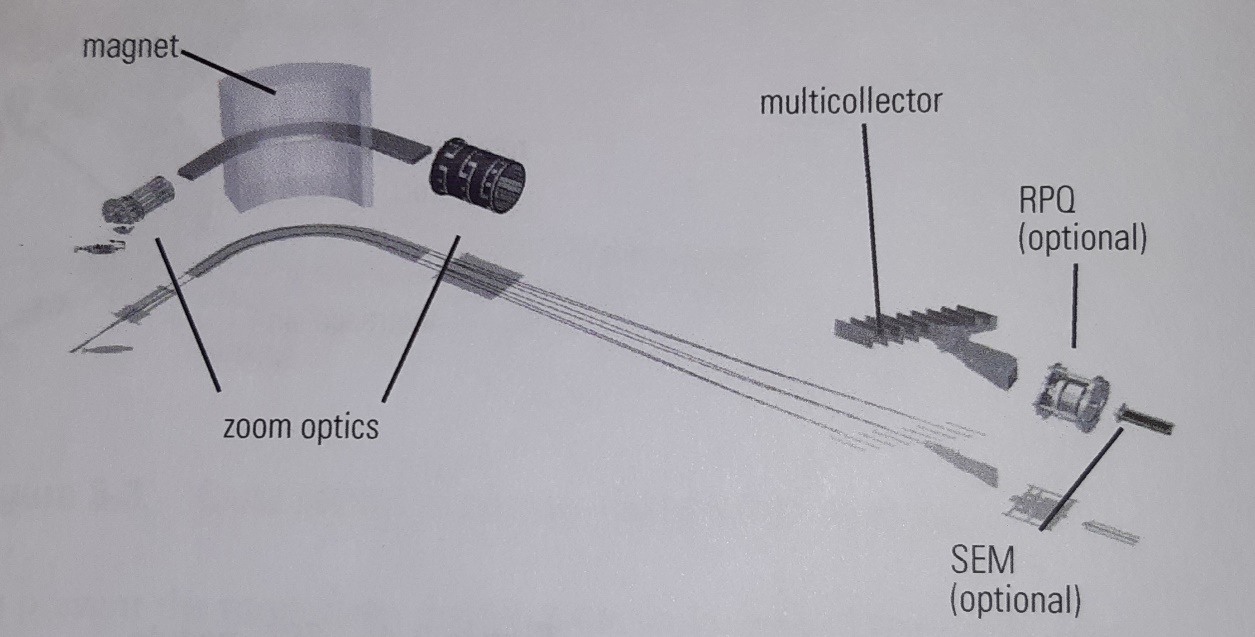 magnet
multicollector
RPQ
(optional)
zoom optics
SEM
(optional)